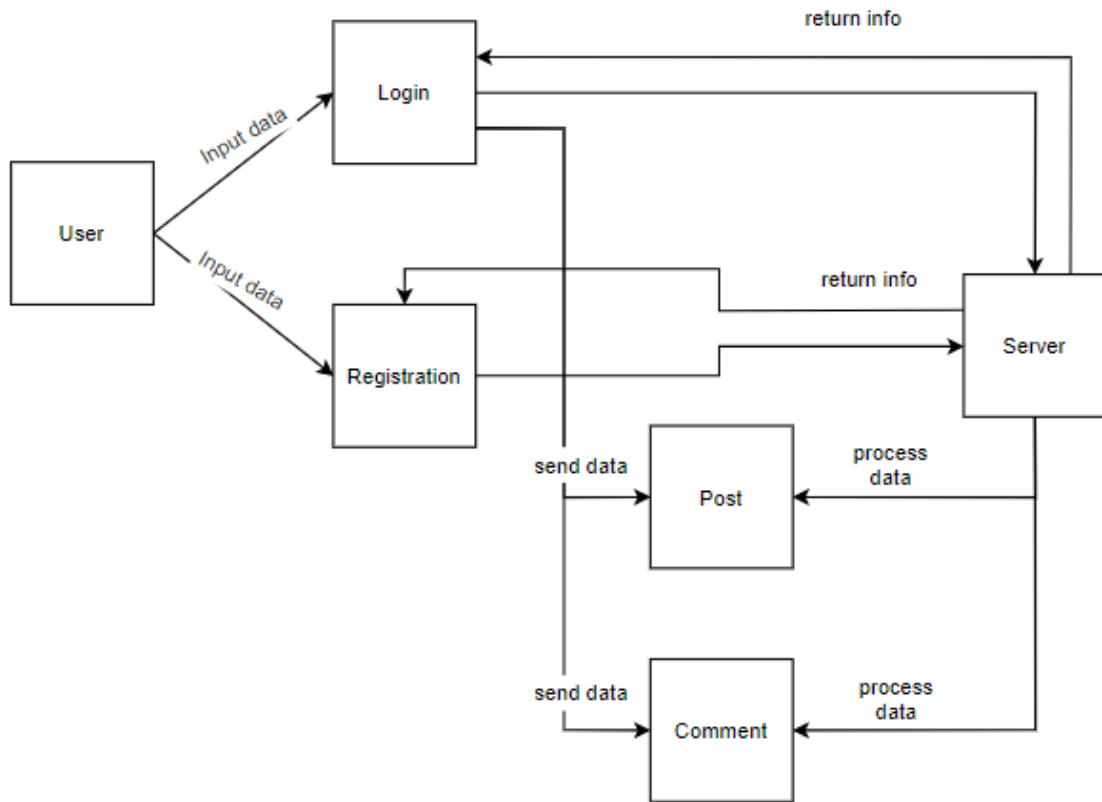 return info
Login
Input data
User
Input data
return info
Server
Registration
process
data
send data
Post
process
data
send data
Comment